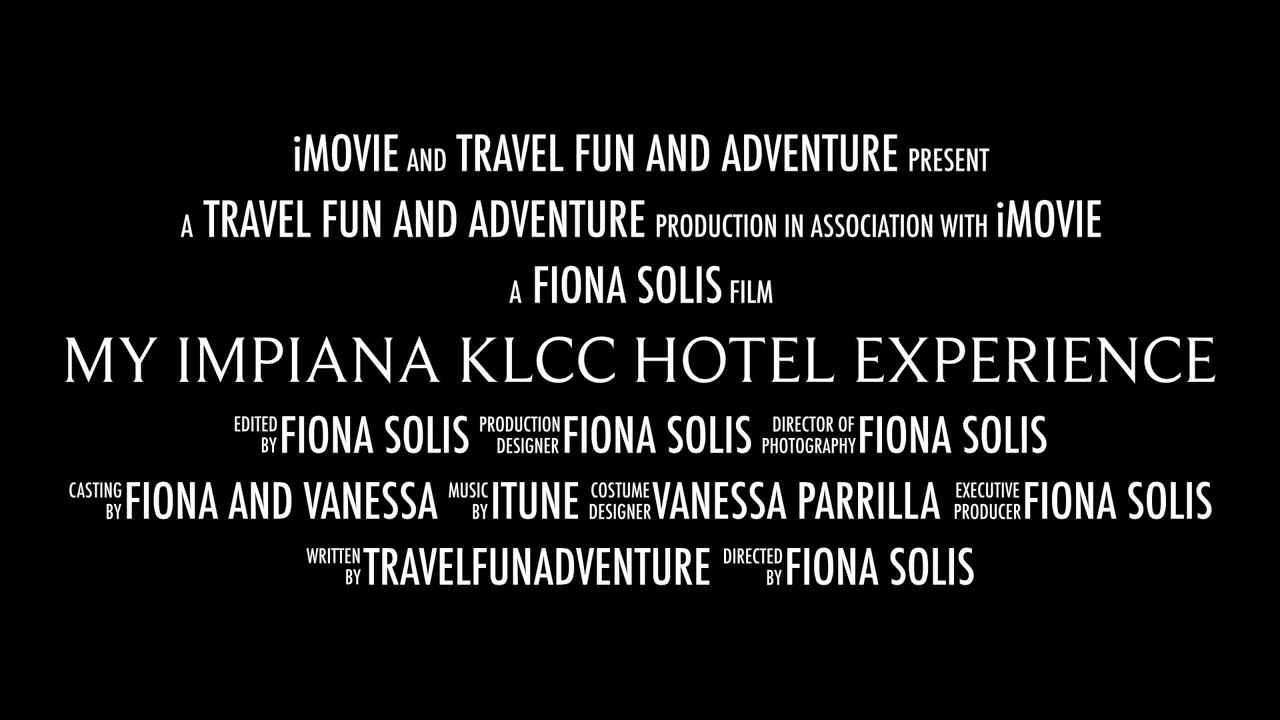 iMOVIE AND TRAVEL FUN AND ADVENTURE PRESENT
A TRAVEL FUN AND ADVENTURE PRODUCTION IN ASSOCIATION WITH iMOVIE
A FIONA SOLIS FILM
MY IMPIANA KLCC HOTEL EXPERIENCE
EDITED BY FIONA SOLIS PRODUCTION DESIGNER FIONA SOLIS DIRECTOR OF PHOTOGRAPHY FIONA SOLIS
CASTING BY FIONA AND VANESSA MUSIC BY ITUNE COSTUME DESIGNER VANESSA PARRILLA EXECUTIVE PRODUCER FIONA SOLIS
WRITTEN BY TRAVELFUNADVENTURE DIRECTED BY FIONA SOLIS